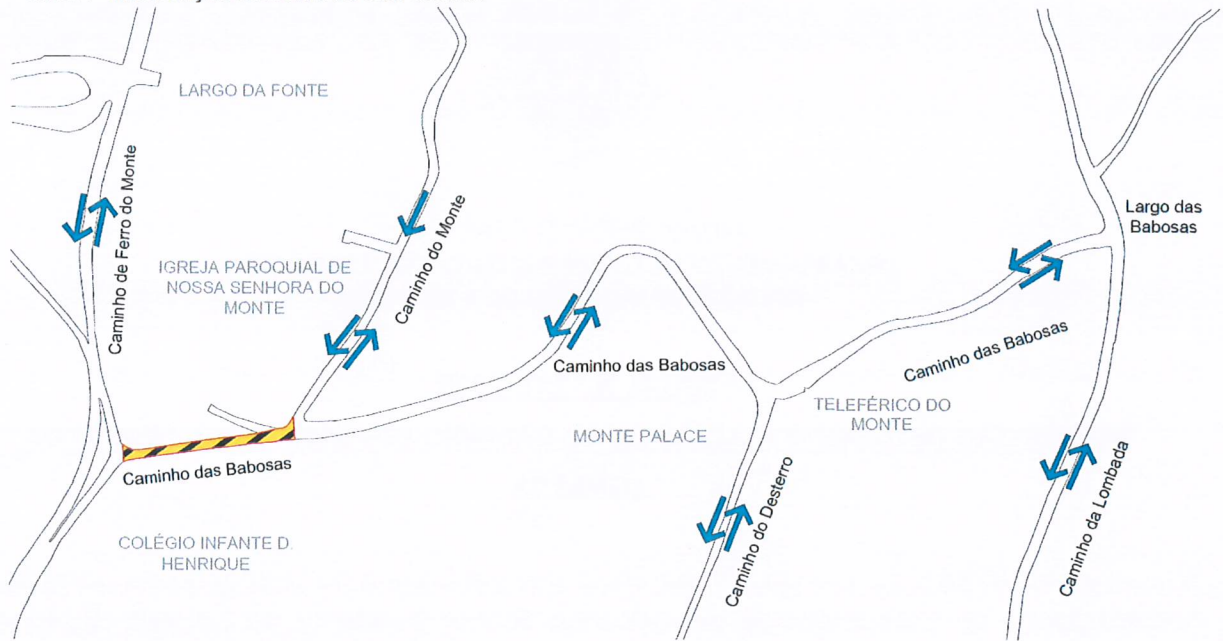 LARGO DA FONTE
Caminho de Ferro do Monte
Caminho do Monte
IGREJA PAROQUIAL DE
NOSSA SENHORA DO
MONTE
Largo das
Babosas
Caminho das Babosas
Caminho das Babosas
TELEFÉRICO DO
MONTE
MONTE PALACE
Caminho das Babosas
Caminho do Desterro
Caminho da Lombada
COLÉGIO INFANTE D.
HENRIQUE